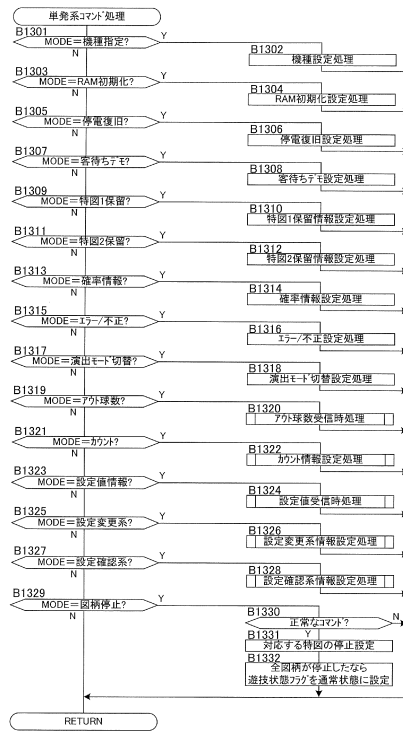 単発系コマンド処理
B1301
MODE＝機種指定?
Y
N
B1302
機種設定処理
B1303
MODE＝RAM初期化?
Y
N
B1304
RAM初期化設定処理
B1305
MODE＝停電復旧?
Y
N
B1306
停電復旧設定処理
B1307
MODE＝客待ちデモ?
Y
N
B1308
客待ちデモ設定処理
B1309
MODE＝特図1保留?
Y
N
B1310
特図1保留情報設定処理
B1311
MODE＝特図2保留?
Y
N
B1312
特図2保留情報設定処理
B1313
MODE＝確率情報?
Y
N
B1314
確率情報設定処理
B1315
MODE＝エラー/不正?
Y
N
B1316
エラー/不正設定処理
B1317
MODE＝演出モード切替?
Y
N
B1318
演出モード切替設定処理
B1319
MODE＝アウト球数?
Y
N
B1320
アウト球数受信時処理
B1321
MODE＝カウント?
Y
N
B1322
カウント情報設定処理
B1323
MODE＝設定値情報?
Y
N
B1324
設定値受信時処理
B1325
MODE＝設定変更系?
Y
N
B1326
設定変更系情報設定処理
B1327
MODE＝設定確認系?
Y
N
B1328
設定確認系情報設定処理
B1329
MODE＝図柄停止?
Y
N
B1330
正常なコマンド?
N
Y
B1331
対応する特図の停止設定
B1332
全図柄が停止したなら
遊技状態フラグを通常状態に設定
RETURN